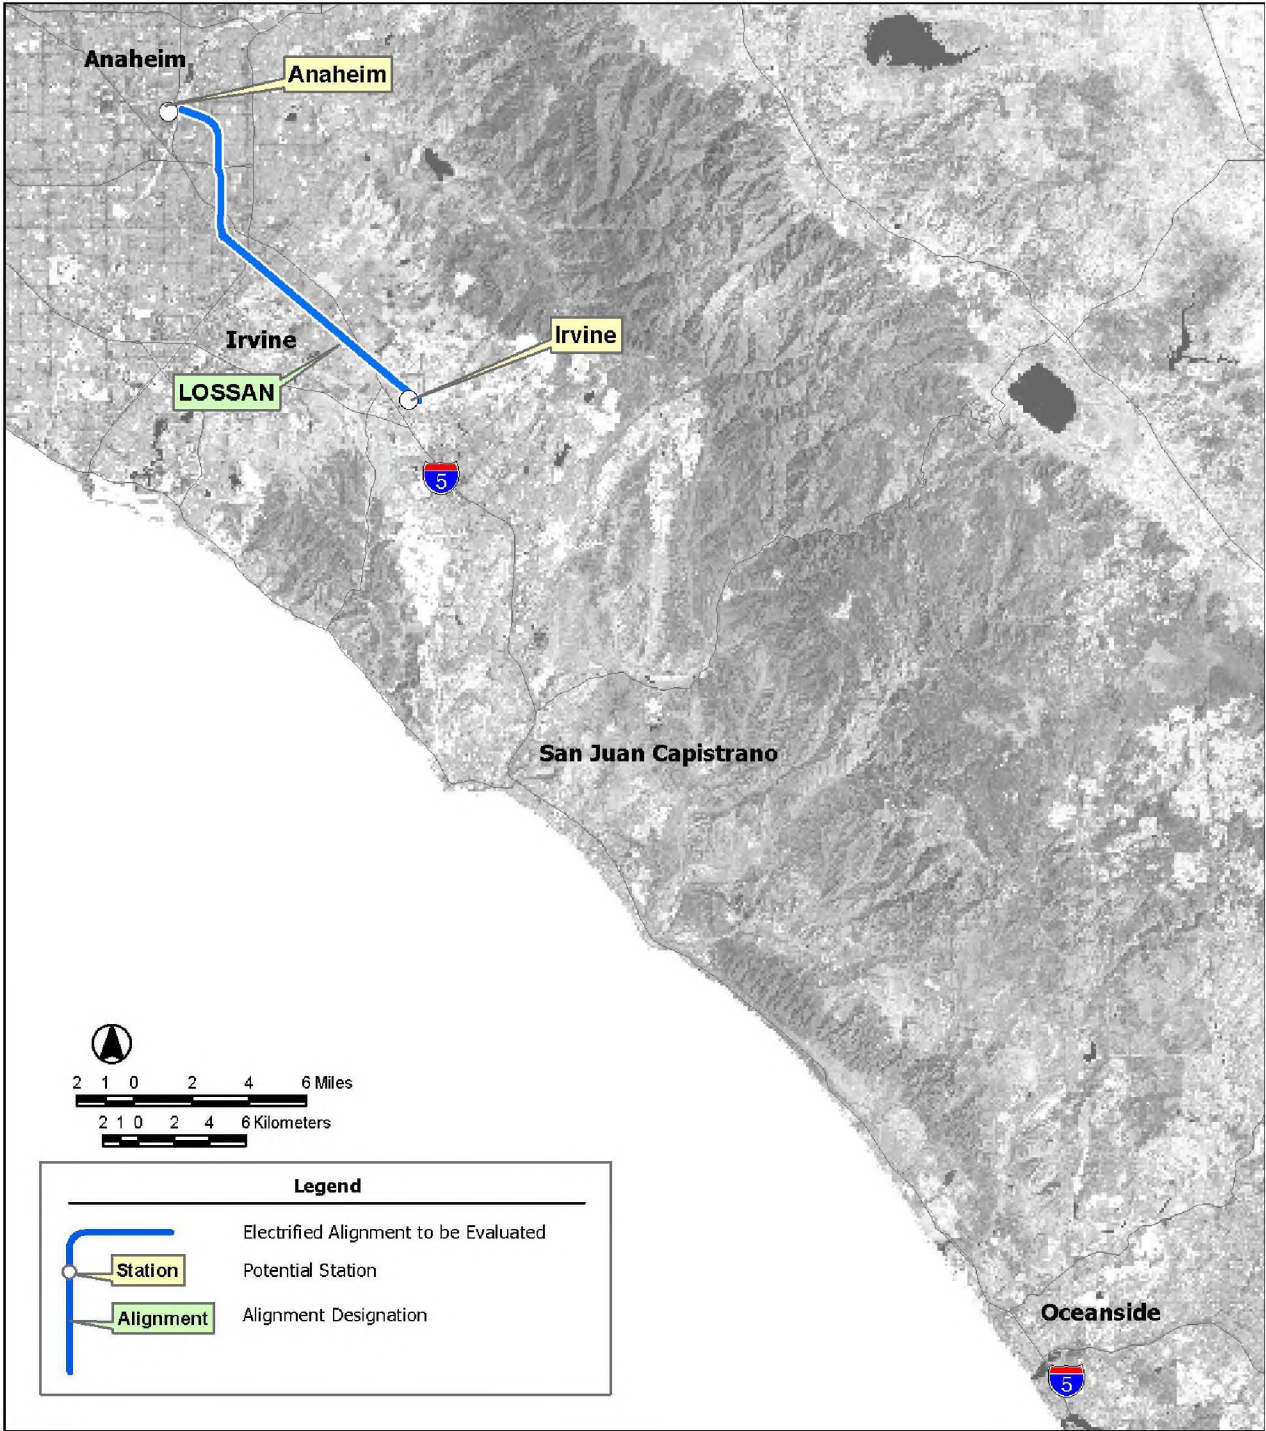 Anaheim
Anaheim
Irvine
Irvine
LOSSAN
5
San Juan Capistrano
2 1 0 2 4 6 Miles
2 1 0 2 4 6 Kilometers
Legend
Electrified Alignment to be Evaluated
Station Potential Station
Alignment Alignment Designation
Oceanside
5